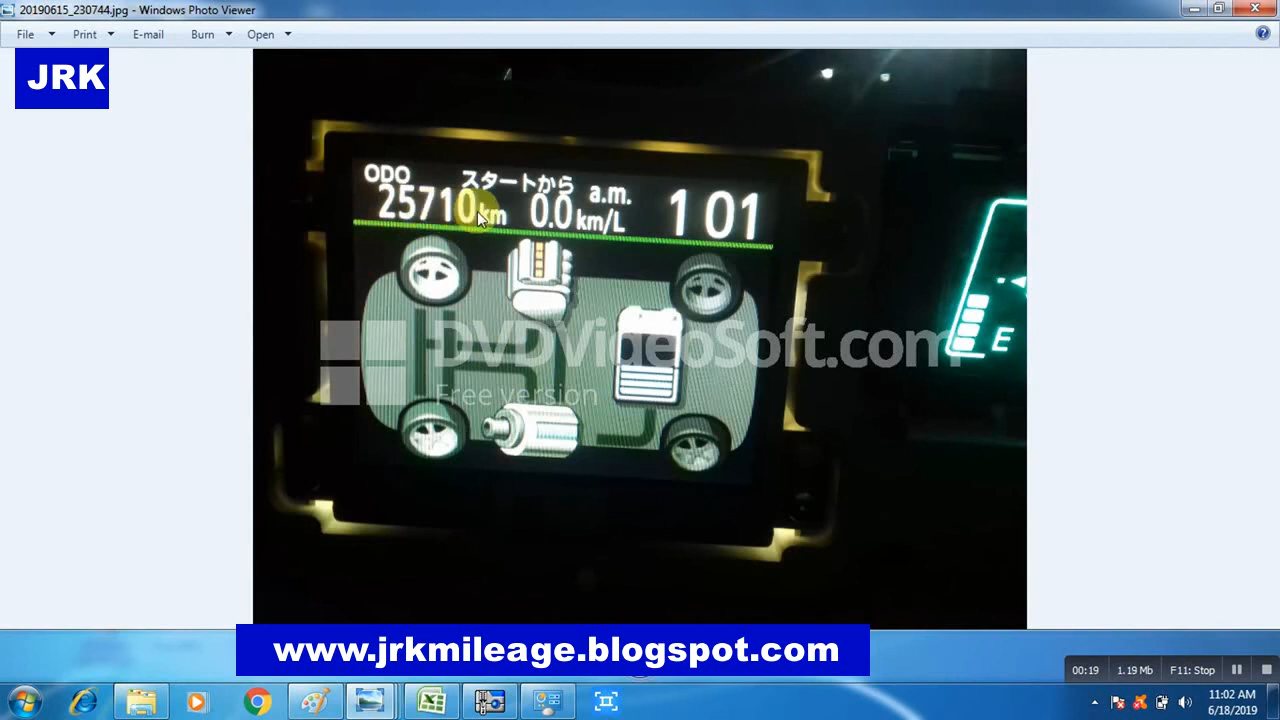 20190615_230744.jpg - Windows Photo Viewer
File Print E-mail Burn Open
JRK
ODO スタートから a.m. 1 01
25710km 0.0 km/L
E
DVDVideoSoft.com
Free version
www.jrkmileage.blogspot.com
00:19 1.19 Mb F11: Stop
11:02 AM
6/18/2019